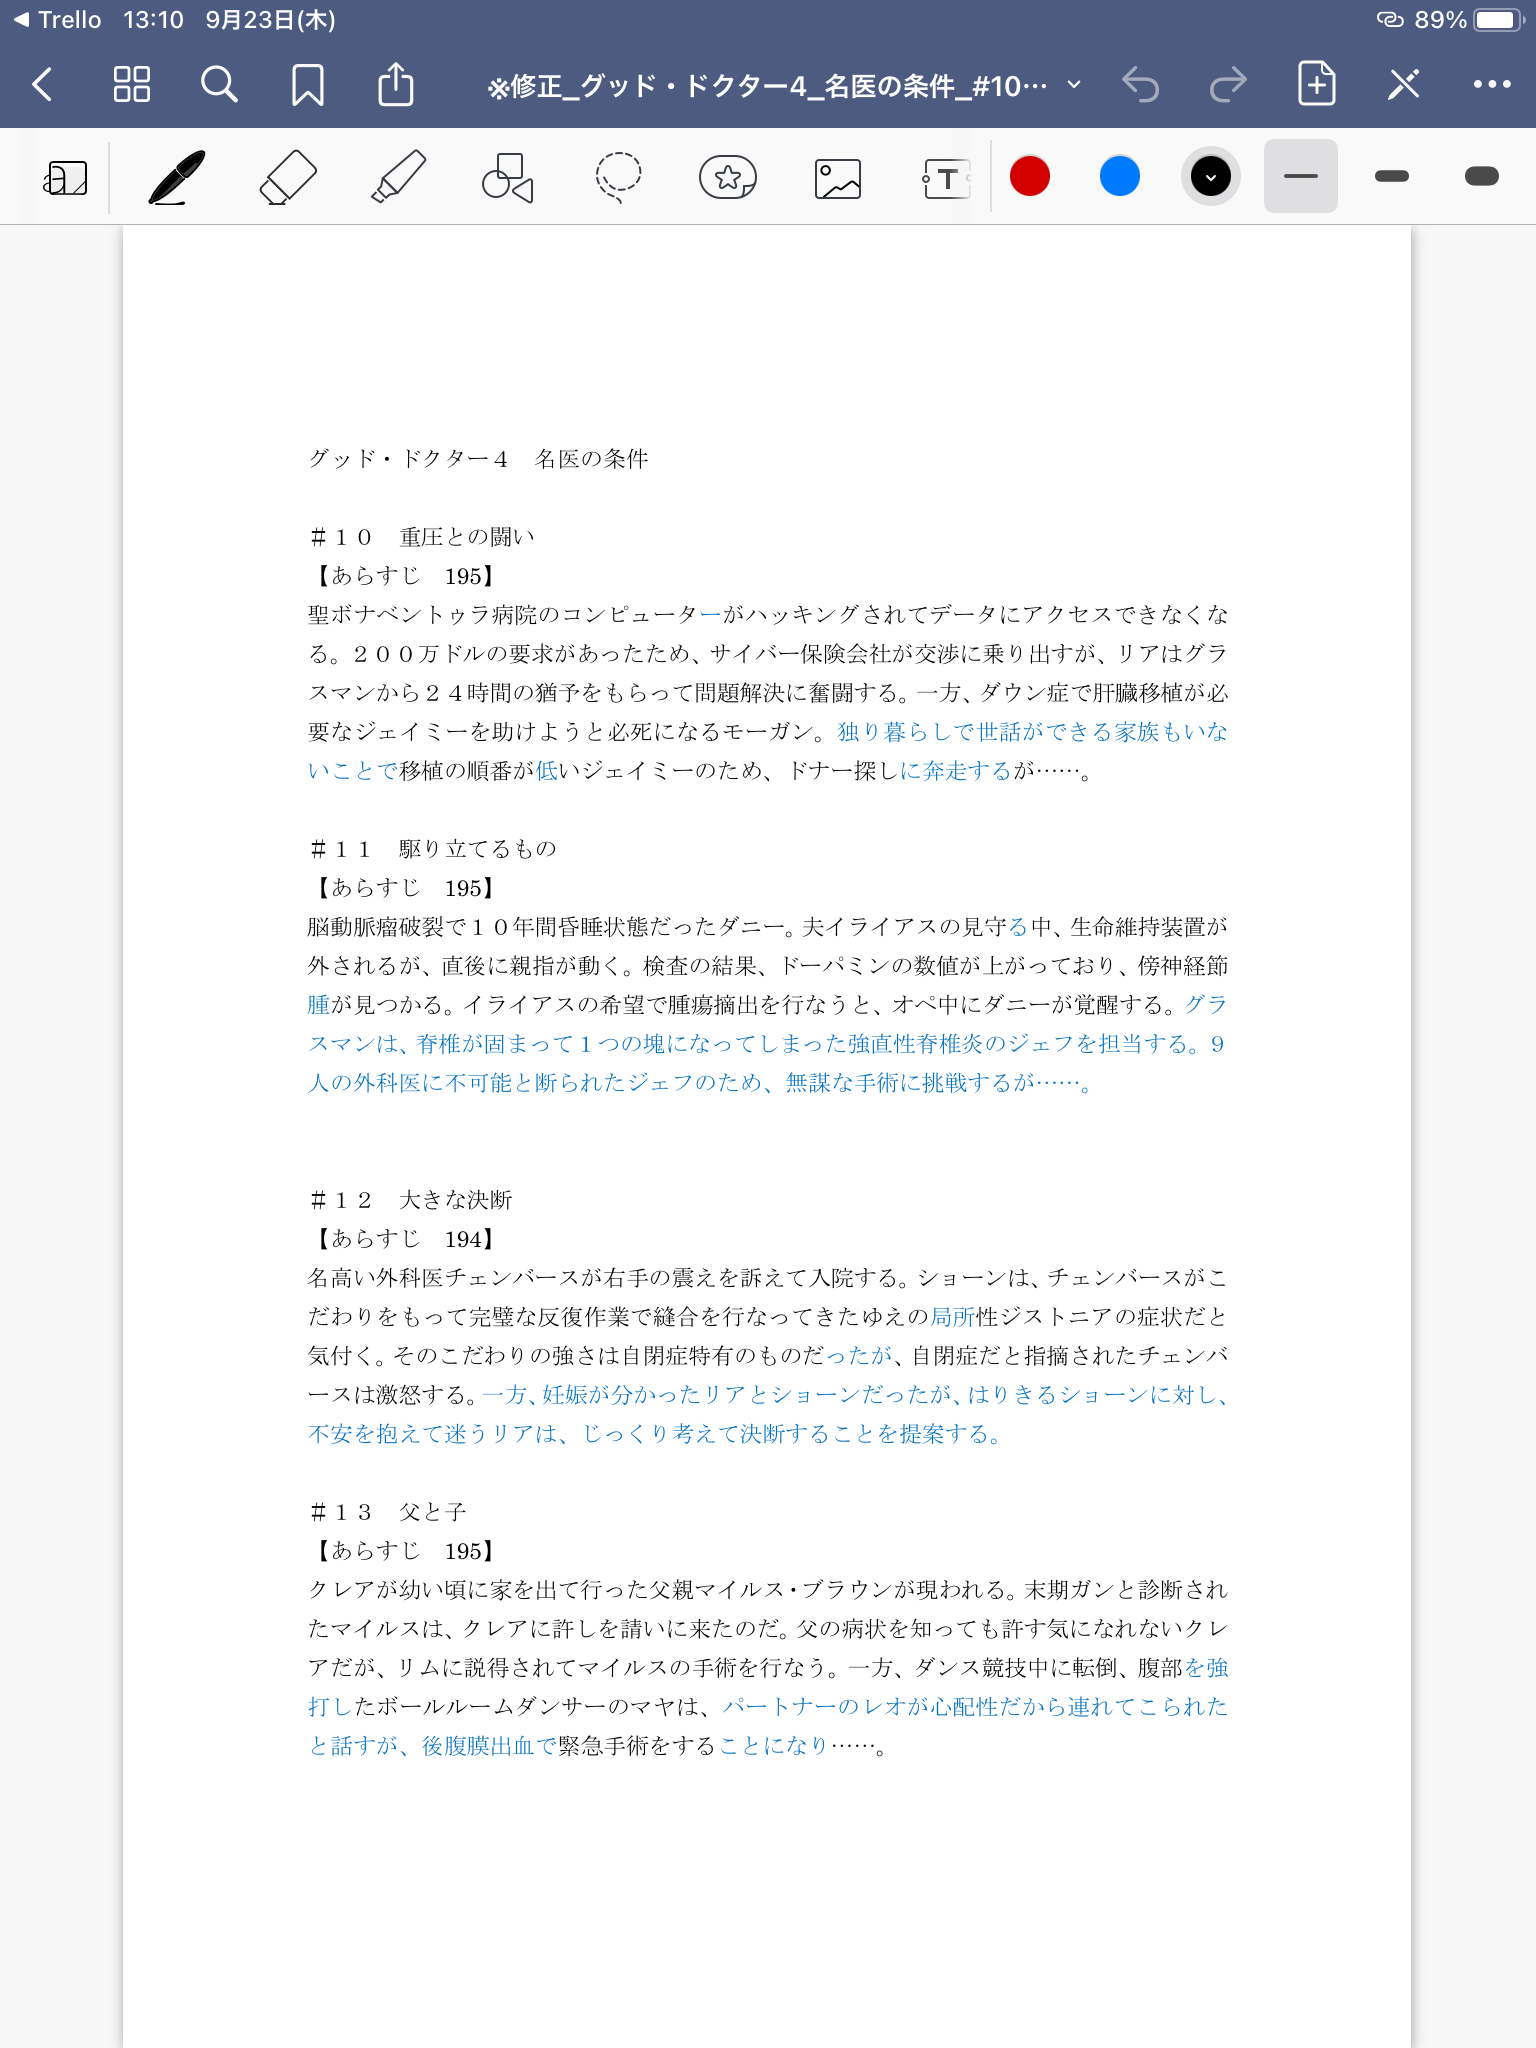 ◀ Trello 13:10 9月23日(木) 89%
※修正_グッド・ドクター4_名医の条件_#10…
グッド・ドクター４　名医の条件
＃１０　重圧との闘い
【あらすじ　195】
聖ボナベントゥラ病院のコンピューターがハッキングされてデータにアクセスできなくな
る。２００万ドルの要求があったため、サイバー保険会社が交渉に乗り出すが、リアはグラ
スマンから２４時間の猶予をもらって問題解決に奮闘する。一方、ダウン症で肝臓移植が必
要なジェイミーを助けようと必死になるモーガン。独り暮らしで世話ができる家族もいな
いことで移植の順番が低いジェイミーのため、ドナー探しに奔走するが……。
＃１１　駆り立てるもの
【あらすじ　195】
脳動脈瘤破裂で１０年間昏睡状態だったダニー。夫イライアスの見守る中、生命維持装置が
外されるが、直後に親指が動く。検査の結果、ドーパミンの数値が上がっており、傍神経節
腫が見つかる。イライアスの希望で腫瘍摘出を行なうと、オペ中にダニーが覚醒する。グラ
スマンは、脊椎が固まって１つの塊になってしまった強直性脊椎炎のジェフを担当する。９
人の外科医に不可能と断られたジェフのため、無謀な手術に挑戦するが……。
＃１２　大きな決断
【あらすじ　194】
名高い外科医チェンバースが右手の震えを訴えて入院する。ショーンは、チェンバースがこ
だわりをもって完璧な反復作業で縫合を行なってきたゆえの局所性ジストニアの症状だと
気付く。そのこだわりの強さは自閉症特有のものだったが、自閉症だと指摘されたチェンバ
ースは激怒する。一方、妊娠が分かったリアとショーンだったが、はりきるショーンに対し、
不安を抱えて迷うリアは、じっくり考えて決断することを提案する。
＃１３　父と子
【あらすじ　195】
クレアが幼い頃に家を出て行った父親マイルス・ブラウンが現われる。末期ガンと診断され
たマイルスは、クレアに許しを請いに来たのだ。父の病状を知っても許す気になれないクレ
アだが、リムに説得されてマイルスの手術を行なう。一方、ダンス競技中に転倒、腹部を強
打したボールルームダンサーのマヤは、パートナーのレオが心配性だから連れてこられた
と話すが、後腹膜出血で緊急手術をすることになり……。